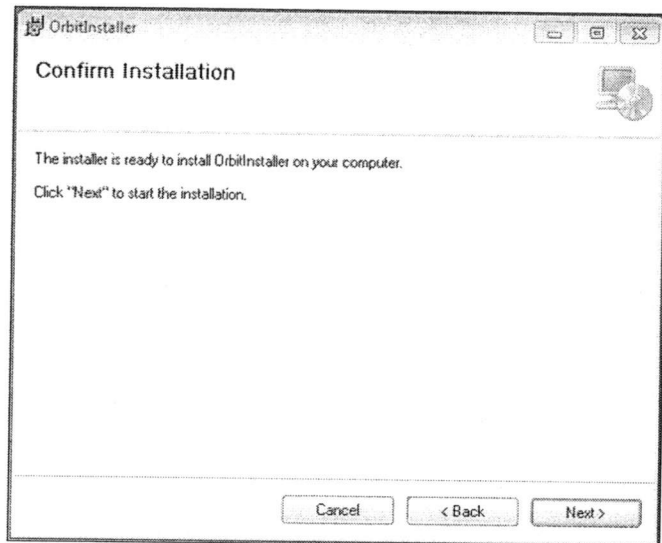 OrbitInstaller
Confirm Installation
The installer is ready to install OrbitInstaller on your computer.
Click "Next" to start the installation.
Cancel
< Back
Next >